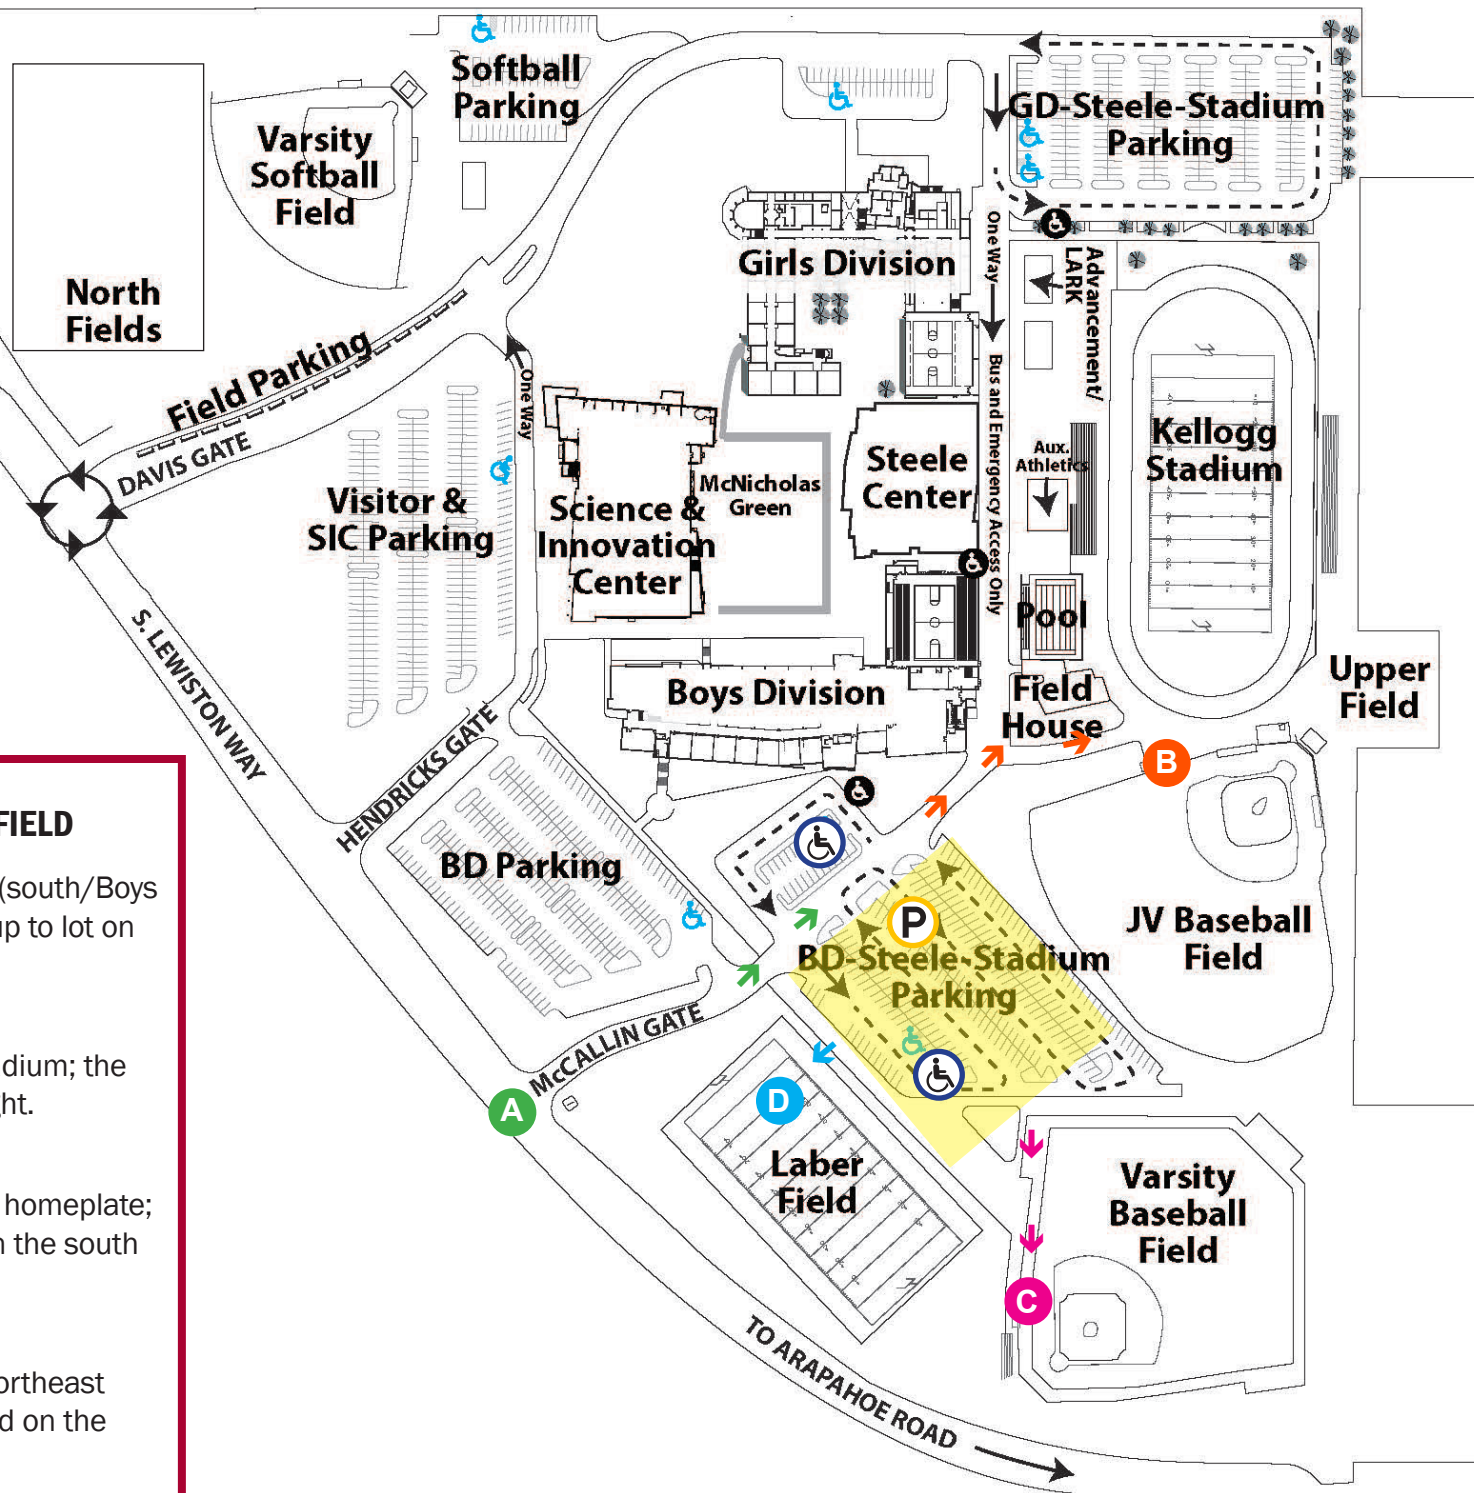 Softball
Parking
GD-Steele-Stadium
Parking
Varsity
Softball
Field
North
Fields
Girls Division
One Way
Advancement/
LARK
Field Parking
DAVIS GATE
One Way
Bus and Emergency Access Only
Visitor &
SIC Parking
Science &
Innovation
Center
McNicholas
Green
Steele
Center
Aux.
Athletics
Kellogg
Stadium
Pool
Field
House
Upper
Field
Boys Division
S. LEWISTON WAY
HENDRICKS GATE
B
BD Parking
P
BD-Steele-Stadium
Parking
JV Baseball
Field
McCALLIN GATE
A
D
Laber
Field
Varsity
Baseball
Field
C
TO ARAPAHOE ROAD
FIELD
(south/Boys
up to lot on
dium; the
ht.
homeplate;
n the south
ortheast
d on the